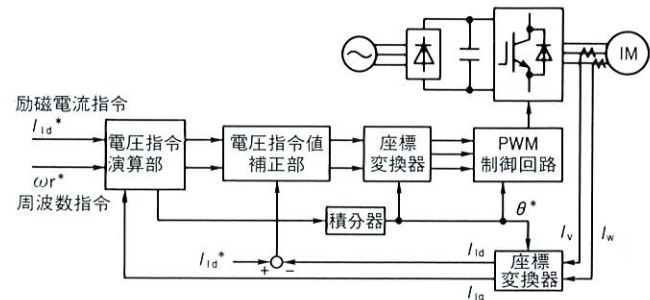 IM
励磁電流指令
I1d*
ωr*
周波数指令
電圧指令
演算部
電圧指令値
補正部
座標
変換器
PWM
制御回路
積分器
θ*
I1d*
+
−
I1d
I1q
Iv
Iw
座標
変換器